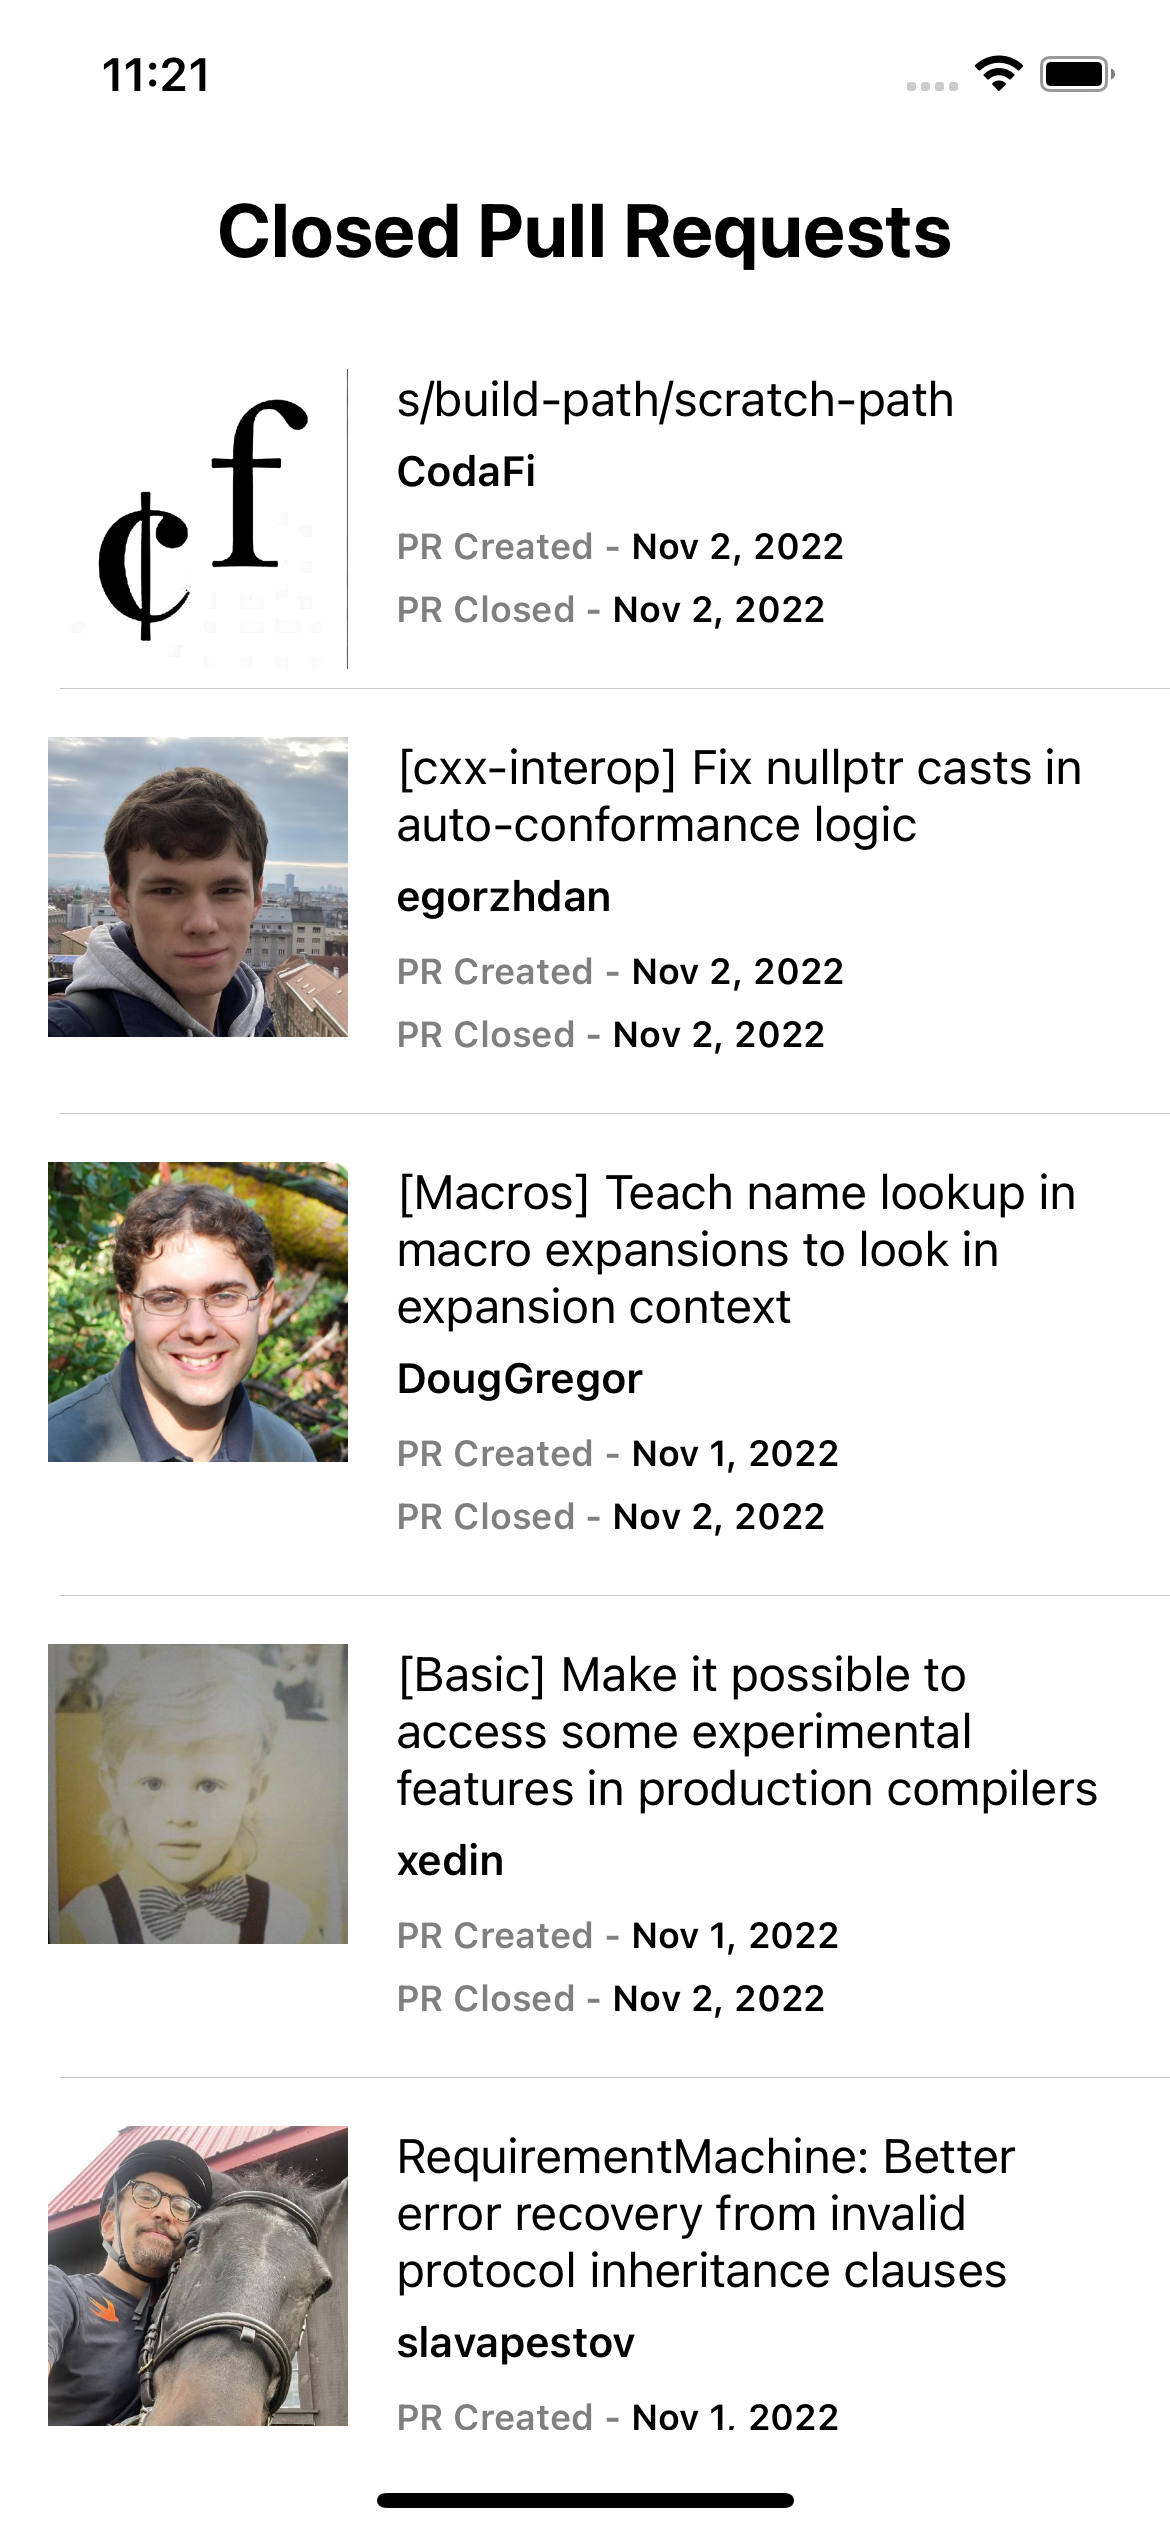 11:21
Closed Pull Requests
¢f
s/build-path/scratch-path
CodaFi
PR Created - Nov 2, 2022
PR Closed - Nov 2, 2022
[cxx-interop] Fix nullptr casts in
auto-conformance logic
egorzhdan
PR Created - Nov 2, 2022
PR Closed - Nov 2, 2022
[Macros] Teach name lookup in
macro expansions to look in
expansion context
DougGregor
PR Created - Nov 1, 2022
PR Closed - Nov 2, 2022
[Basic] Make it possible to
access some experimental
features in production compilers
xedin
PR Created - Nov 1, 2022
PR Closed - Nov 2, 2022
RequirementMachine: Better
error recovery from invalid
protocol inheritance clauses
slavapestov
PR Created - Nov 1, 2022